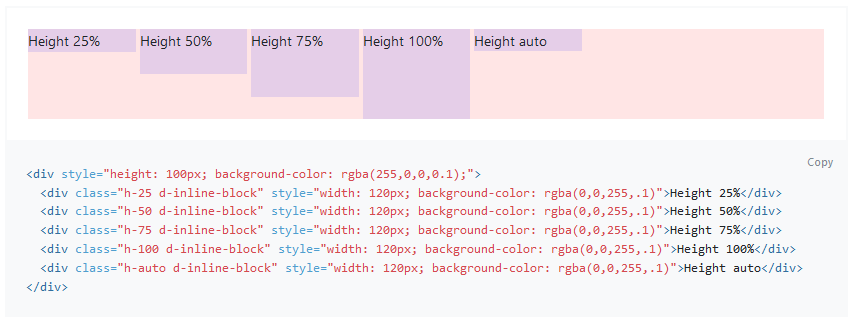 Height 25% Height 50% Height 75% Height 100% Height auto
Copy
<div style="height: 100px; background-color: rgba(255,0,0,0.1);">
  <div class="h-25 d-inline-block" style="width: 120px; background-color: rgba(0,0,255,.1)">Height 25%</div>
  <div class="h-50 d-inline-block" style="width: 120px; background-color: rgba(0,0,255,.1)">Height 50%</div>
  <div class="h-75 d-inline-block" style="width: 120px; background-color: rgba(0,0,255,.1)">Height 75%</div>
  <div class="h-100 d-inline-block" style="width: 120px; background-color: rgba(0,0,255,.1)">Height 100%</div>
  <div class="h-auto d-inline-block" style="width: 120px; background-color: rgba(0,0,255,.1)">Height auto</div>
</div>